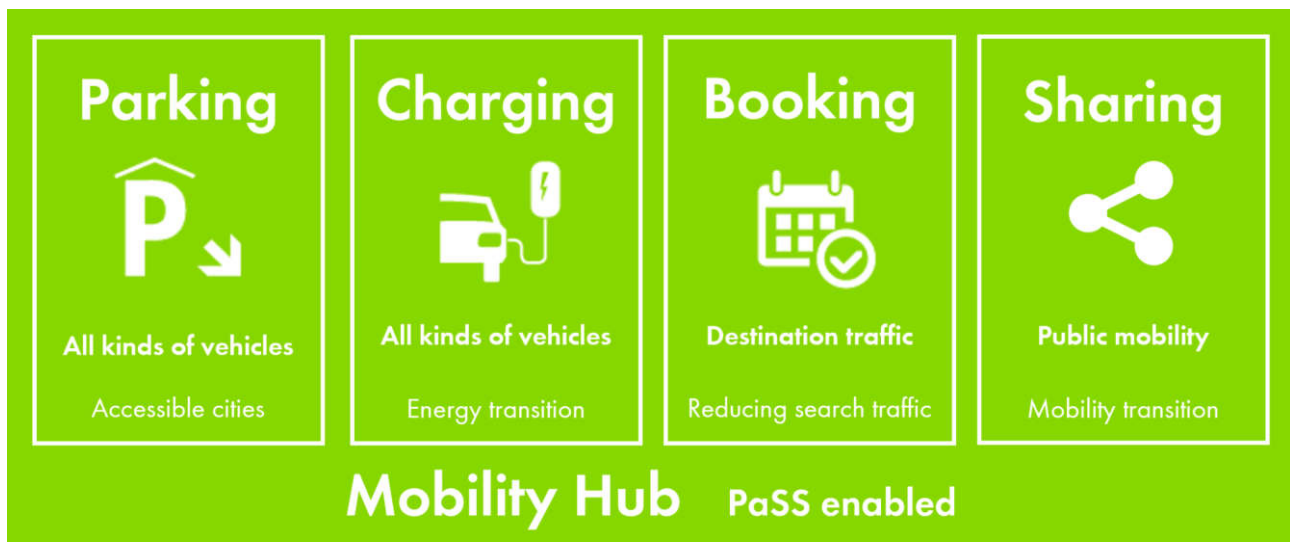 Parking
P
All kinds of vehicles
Accessible cities
Charging
All kinds of vehicles
Energy transition
Booking
Destination traffic
Reducing search traffic
Sharing
Public mobility
Mobility transition
Mobility Hub PaSS enabled